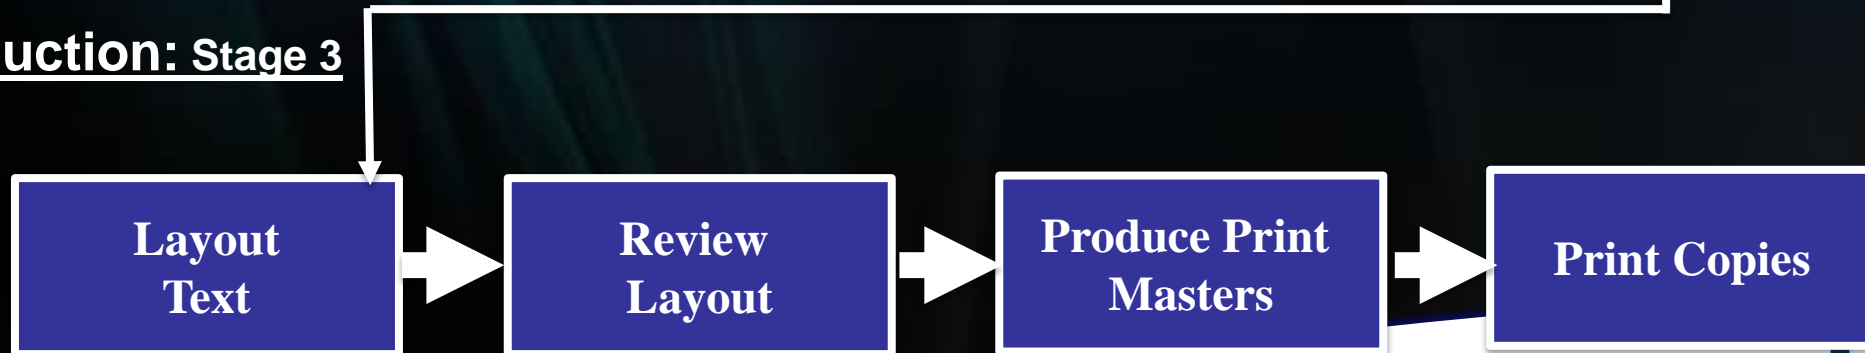 uction: Stage 3
Layout
Text
Review
Layout
Produce Print
Masters
Print Copies